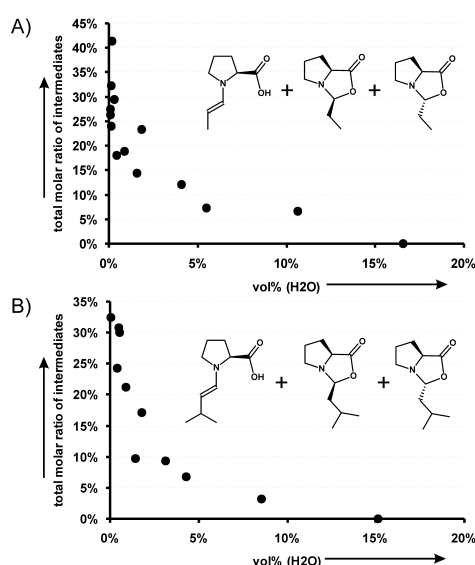 A)
total molar ratio of intermediates
45%
40%
35%
30%
25%
20%
15%
10%
5%
0%
N
O
OH
+
N
O
O
+
N
O
O
0%
5%
10%
15%
20%
vol% (H2O)
B)
total molar ratio of intermediates
35%
30%
25%
20%
15%
10%
5%
0%
N
O
OH
+
N
O
O
+
N
O
O
0%
5%
10%
15%
20%
vol% (H2O)